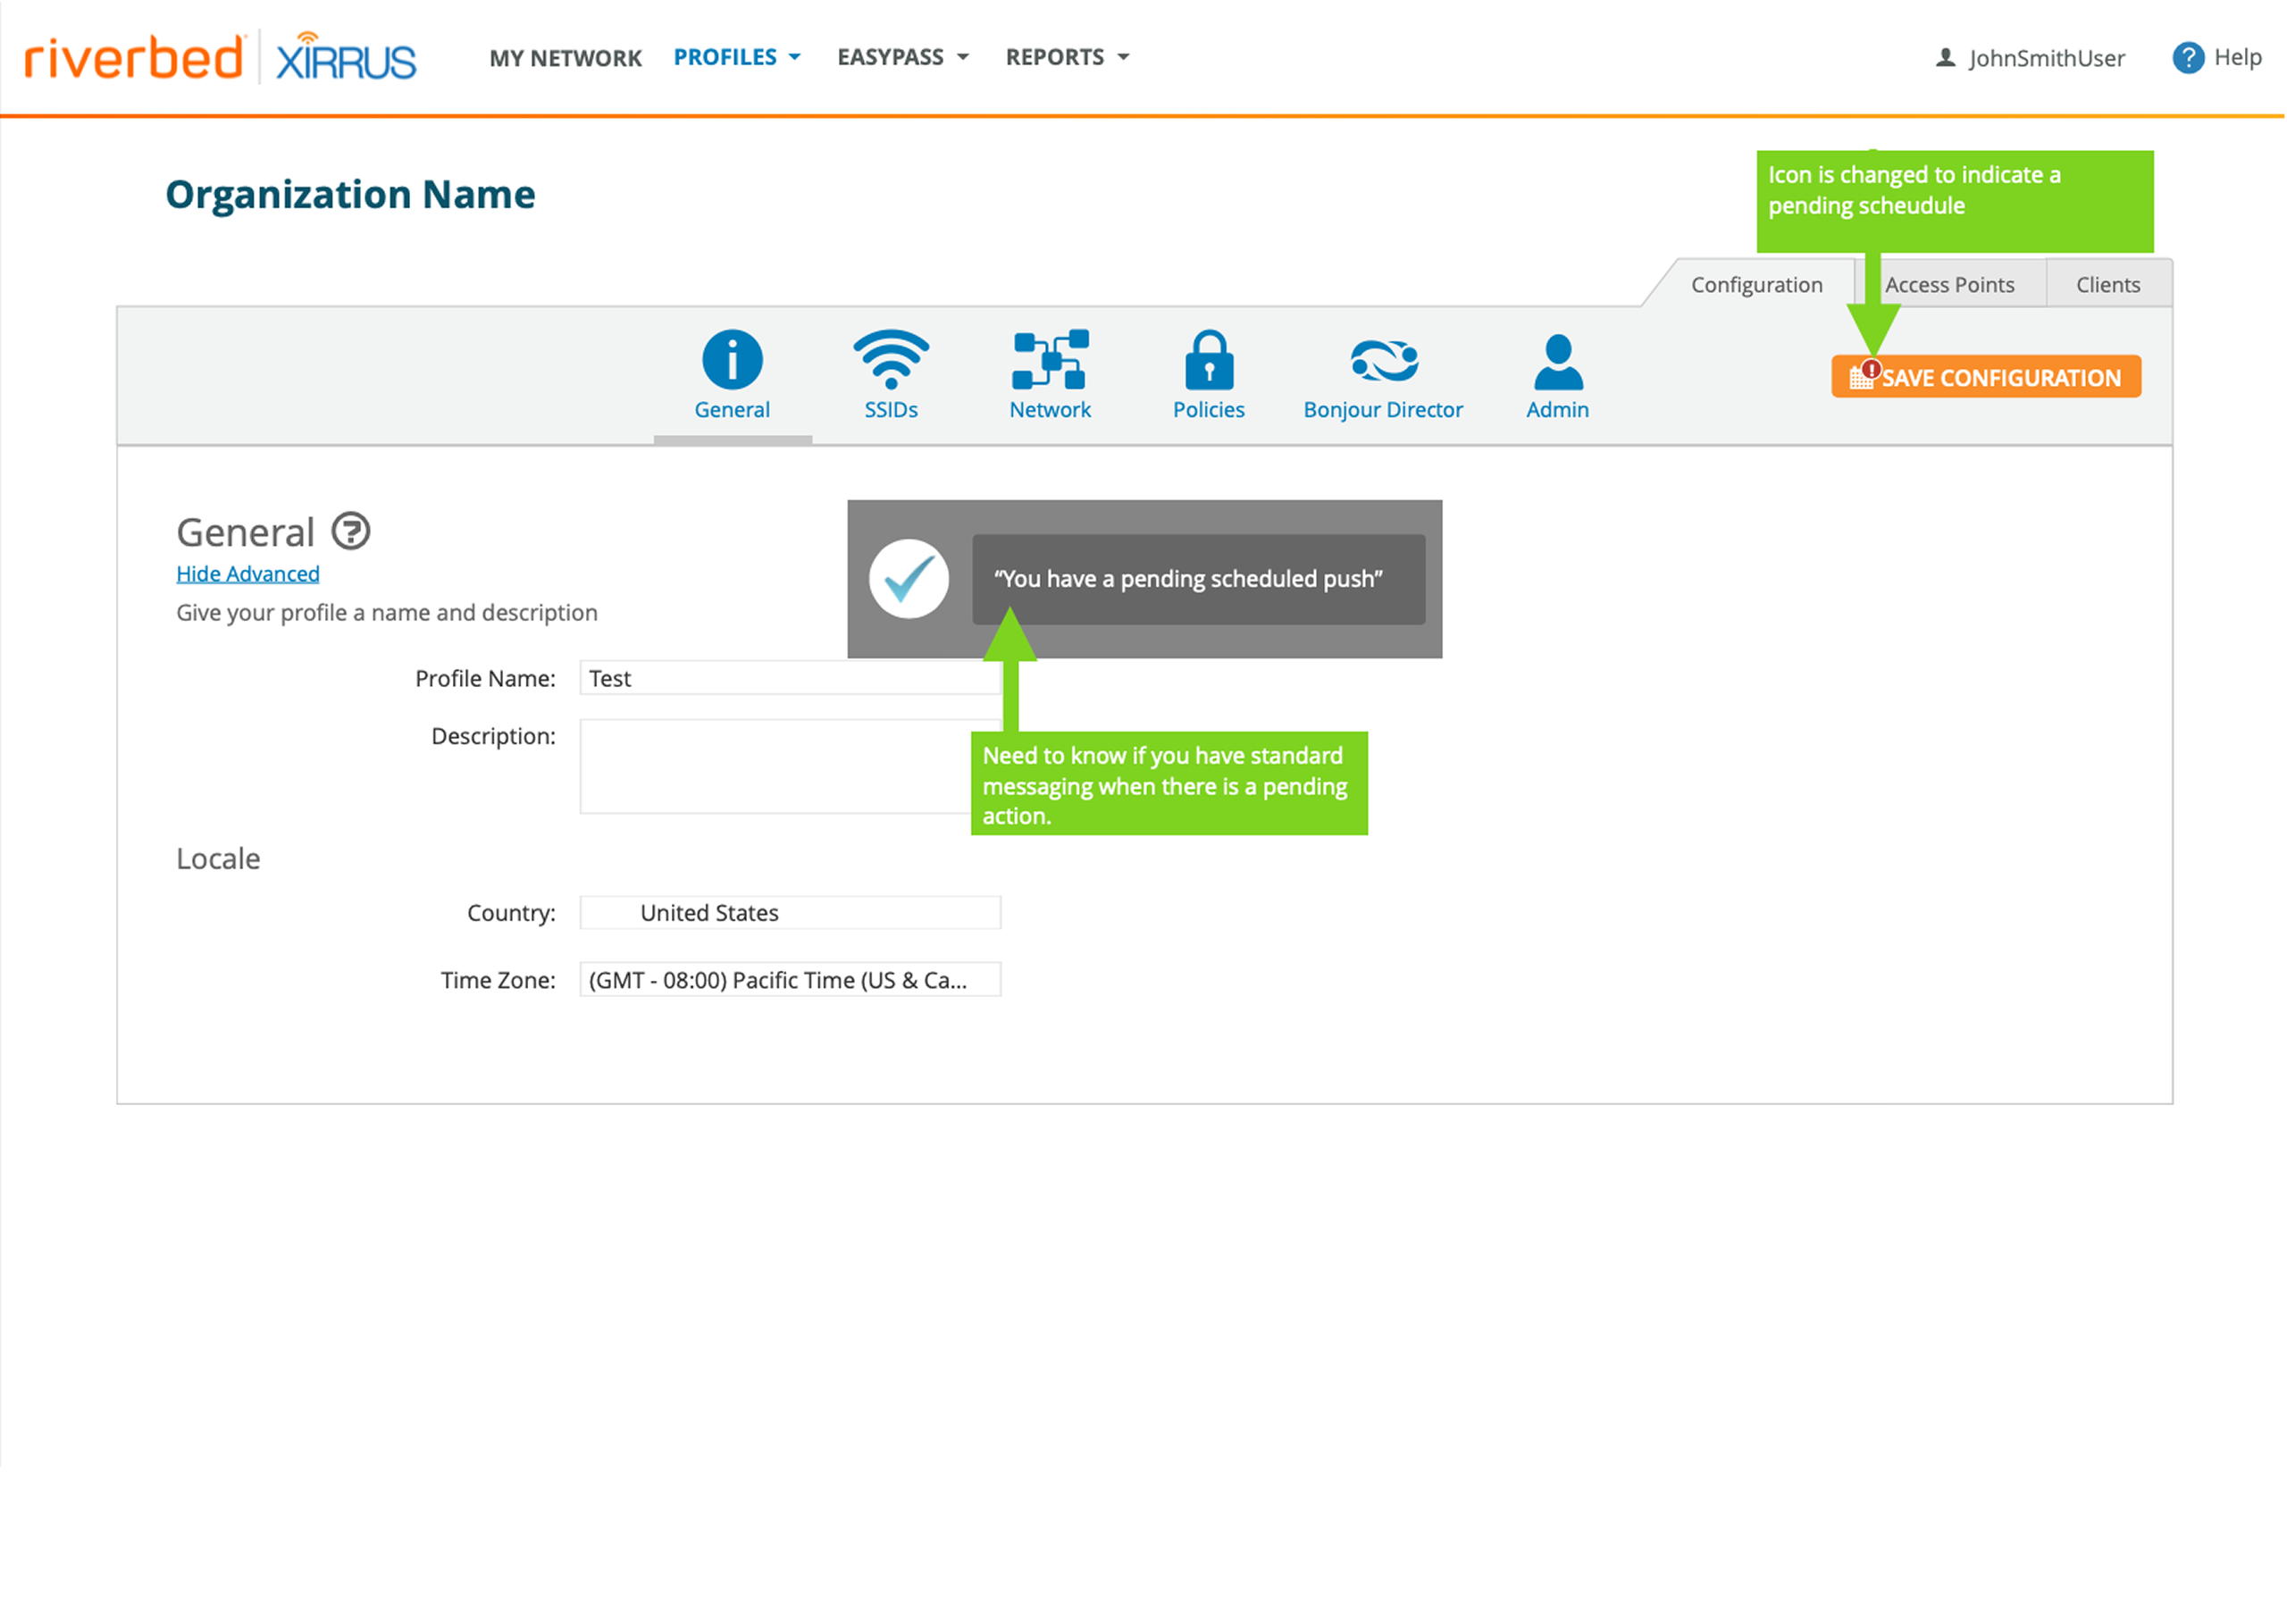 riverbed XIRRUS MY NETWORK PROFILES EASYPASS REPORTS JohnSmithUser ? Help
Organization Name
Icon is changed to indicate a
pending scheudule
Configuration Access Points Clients
General SSIDs Network Policies Bonjour Director Admin
! SAVE CONFIGURATION
General ?
Hide Advanced
Give your profile a name and description
“You have a pending scheduled push”
Profile Name: Test
Description:
Need to know if you have standard
messaging when there is a pending
action.
Locale
Country: United States
Time Zone: (GMT - 08:00) Pacific Time (US & Ca...